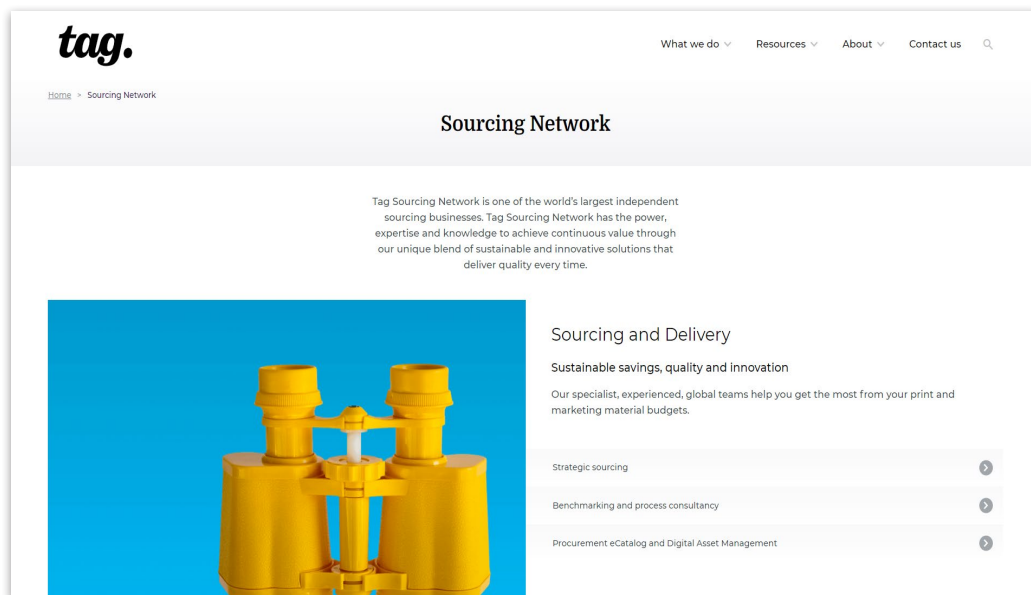 tag.
What we do
Resources
About
Contact us
Home > Sourcing Network
Sourcing Network
Tag Sourcing Network is one of the world's largest independent
sourcing businesses. Tag Sourcing Network has the power,
expertise and knowledge to achieve continuous value through
our unique blend of sustainable and innovative solutions that
deliver quality every time.
Sourcing and Delivery
Sustainable savings, quality and innovation
Our specialist, experienced, global teams help you get the most from your print and
marketing material budgets.
Strategic sourcing
Benchmarking and process consultancy
Procurement eCatalog and Digital Asset Management